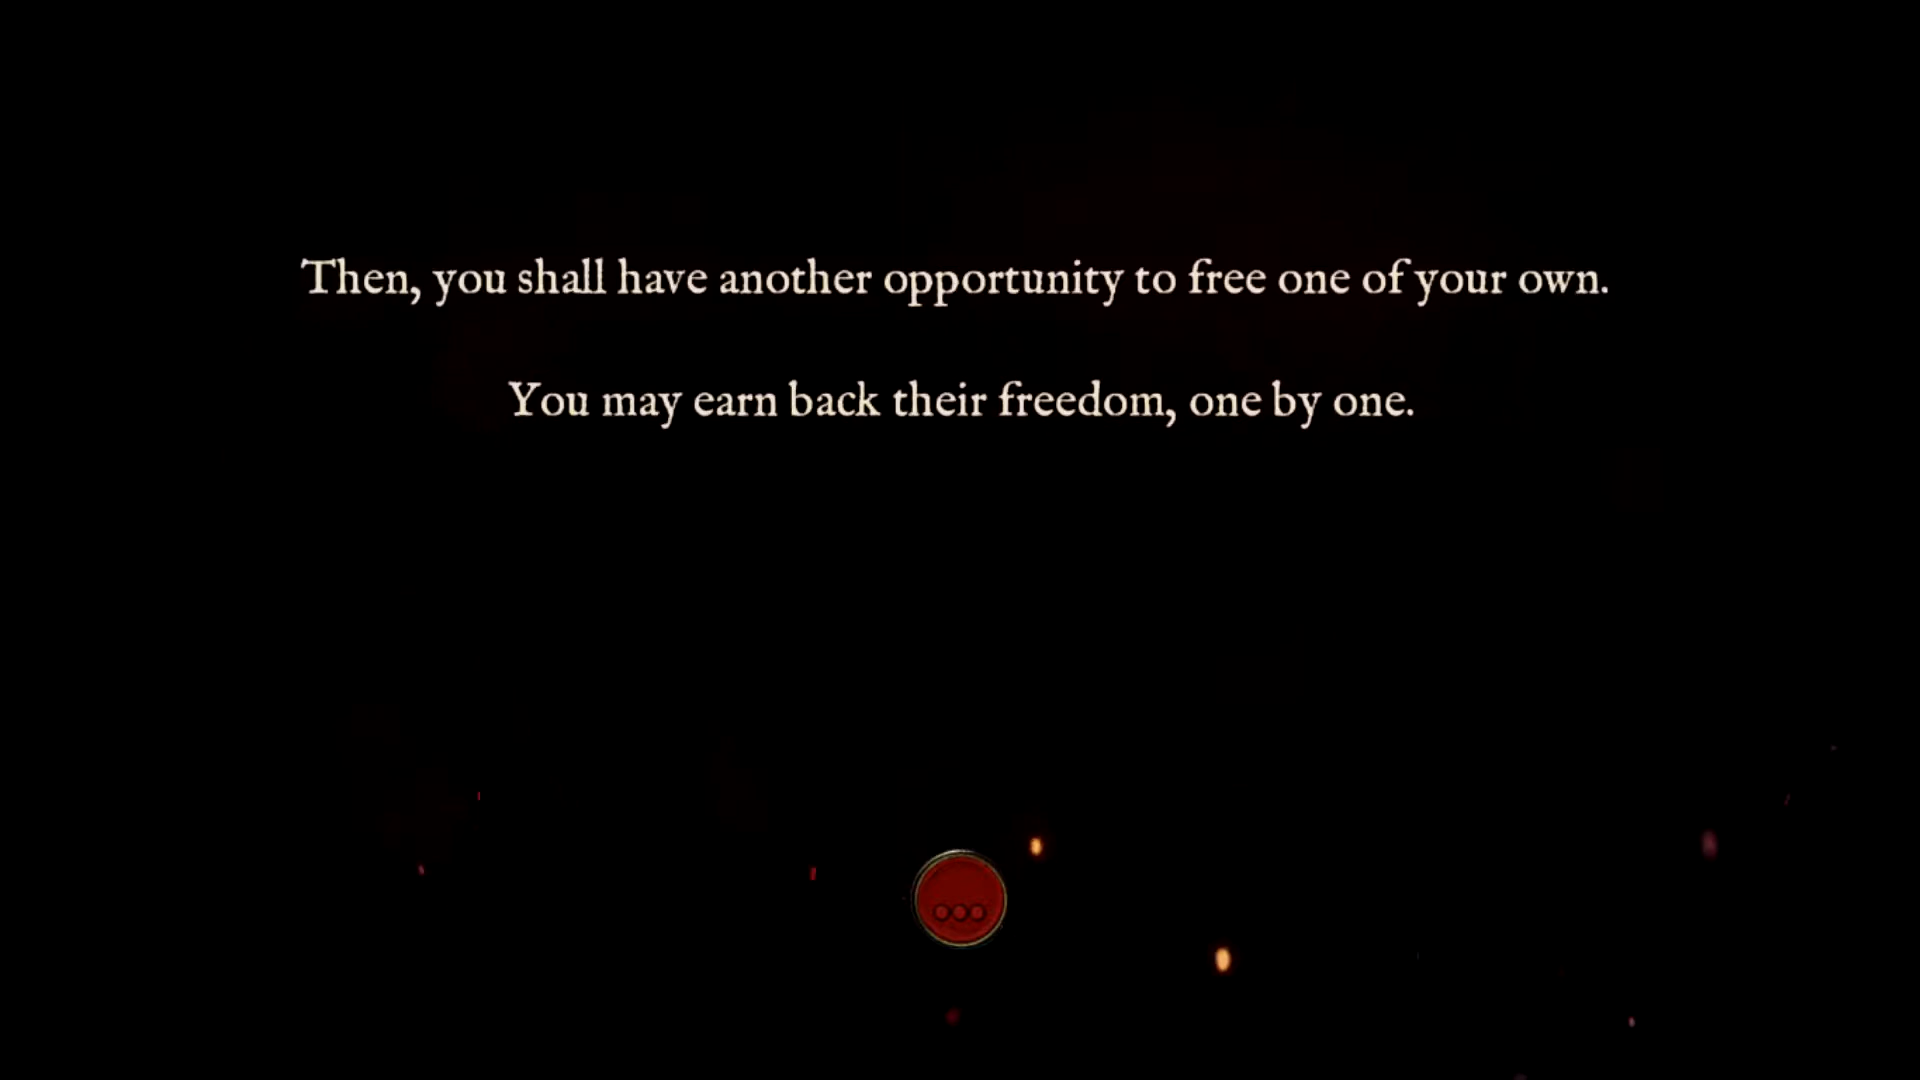 Then, you shall have another opportunity to free one of your own.
You may earn back their freedom, one by one.